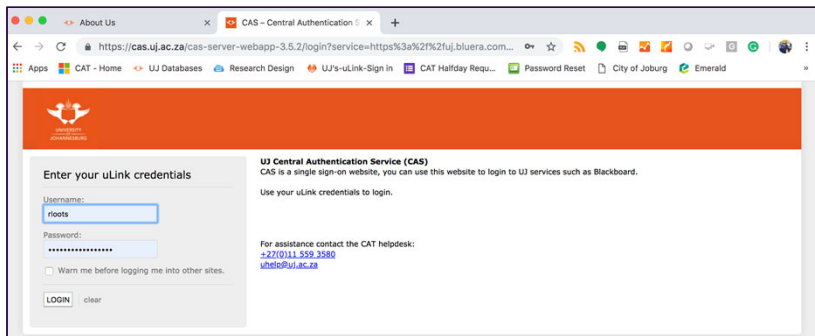 About Us
CAS – Central Authentication S
https://cas.uj.ac.za/cas-server-webapp-3.5.2/login?service=https%3a%2f%2fuj.bluera.com...
Apps CAT - Home UJ Databases Research Design UJ's-uLink-Sign in CAT Halfday Requ... Password Reset City of Joburg Emerald »
UNIVERSITY
OF
JOHANNESBURG
Enter your uLink credentials
Username:
rloots
Password:
••••••••••••••••
Warn me before logging me into other sites.
LOGIN clear
UJ Central Authentication Service (CAS)
CAS is a single sign-on website, you can use this website to login to UJ services such as Blackboard.
Use your uLink credentials to login.
For assistance contact the CAT helpdesk:
+27(0)11 559 3580
uhelp@uj.ac.za